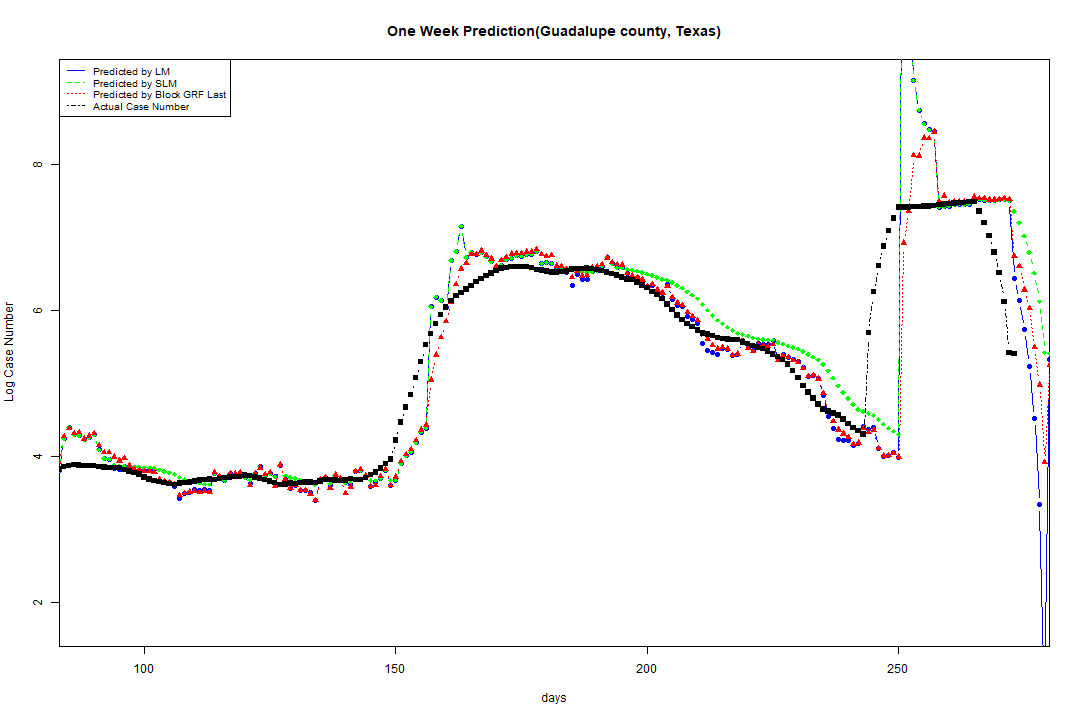 One Week Prediction(Guadalupe county, Texas)
Predicted by LM
Predicted by SLM
Predicted by Block GRF Last
Actual Case Number
8
6
4
2
Log Case Number
100
150
200
250
days